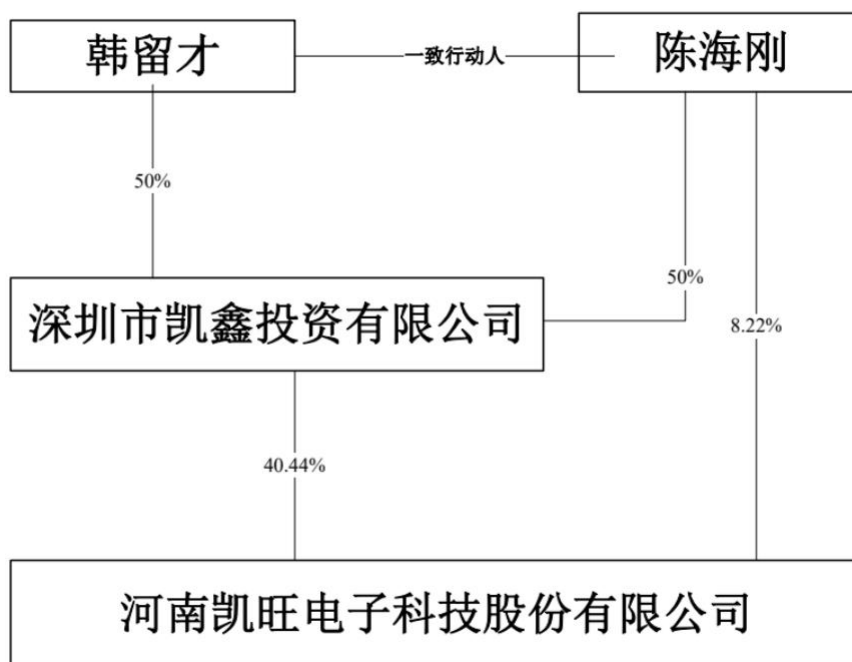 韩留才
一致行动人
陈海刚
50%
深圳市凯鑫投资有限公司
50%
8.22%
40.44%
河南凯旺电子科技股份有限公司